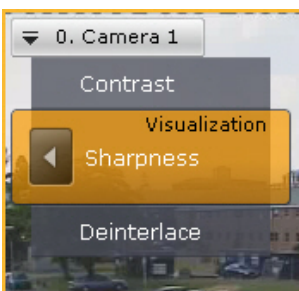 0. Camera 1
Contrast
Visualization
Sharpness
Deinterlace